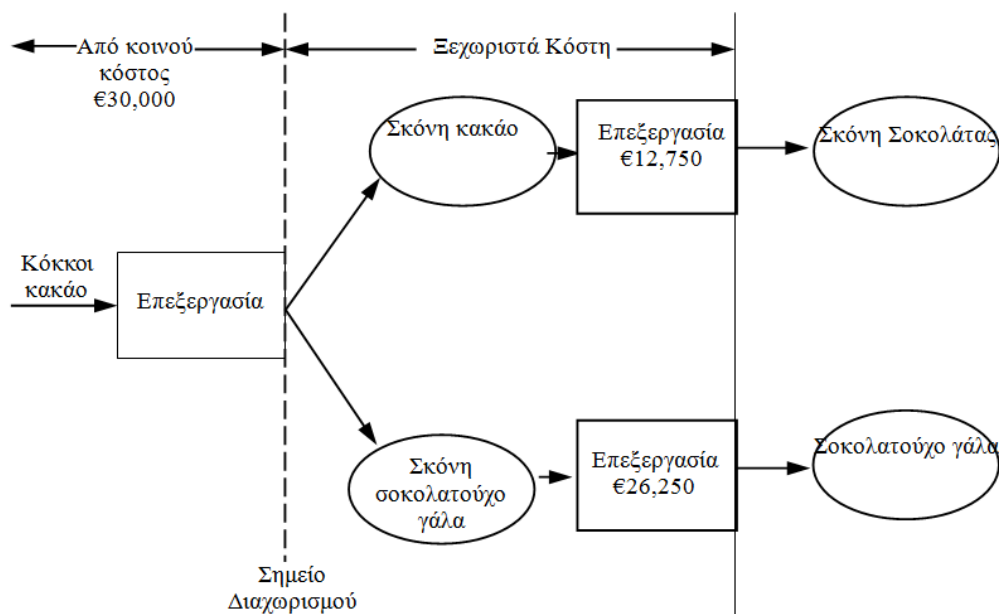 Από κοινού
κόστος
€30,000
Ξεχωριστά Κόστη
Σκόνη κακάο
Επεξεργασία
€12,750
Σκόνη Σοκολάτας
Κόκκοι
κακάο
Επεξεργασία
Σκόνη
σοκολατούχο
γάλα
Επεξεργασία
€26,250
Σοκολατούχο γάλα
Σημείο
Διαχωρισμού